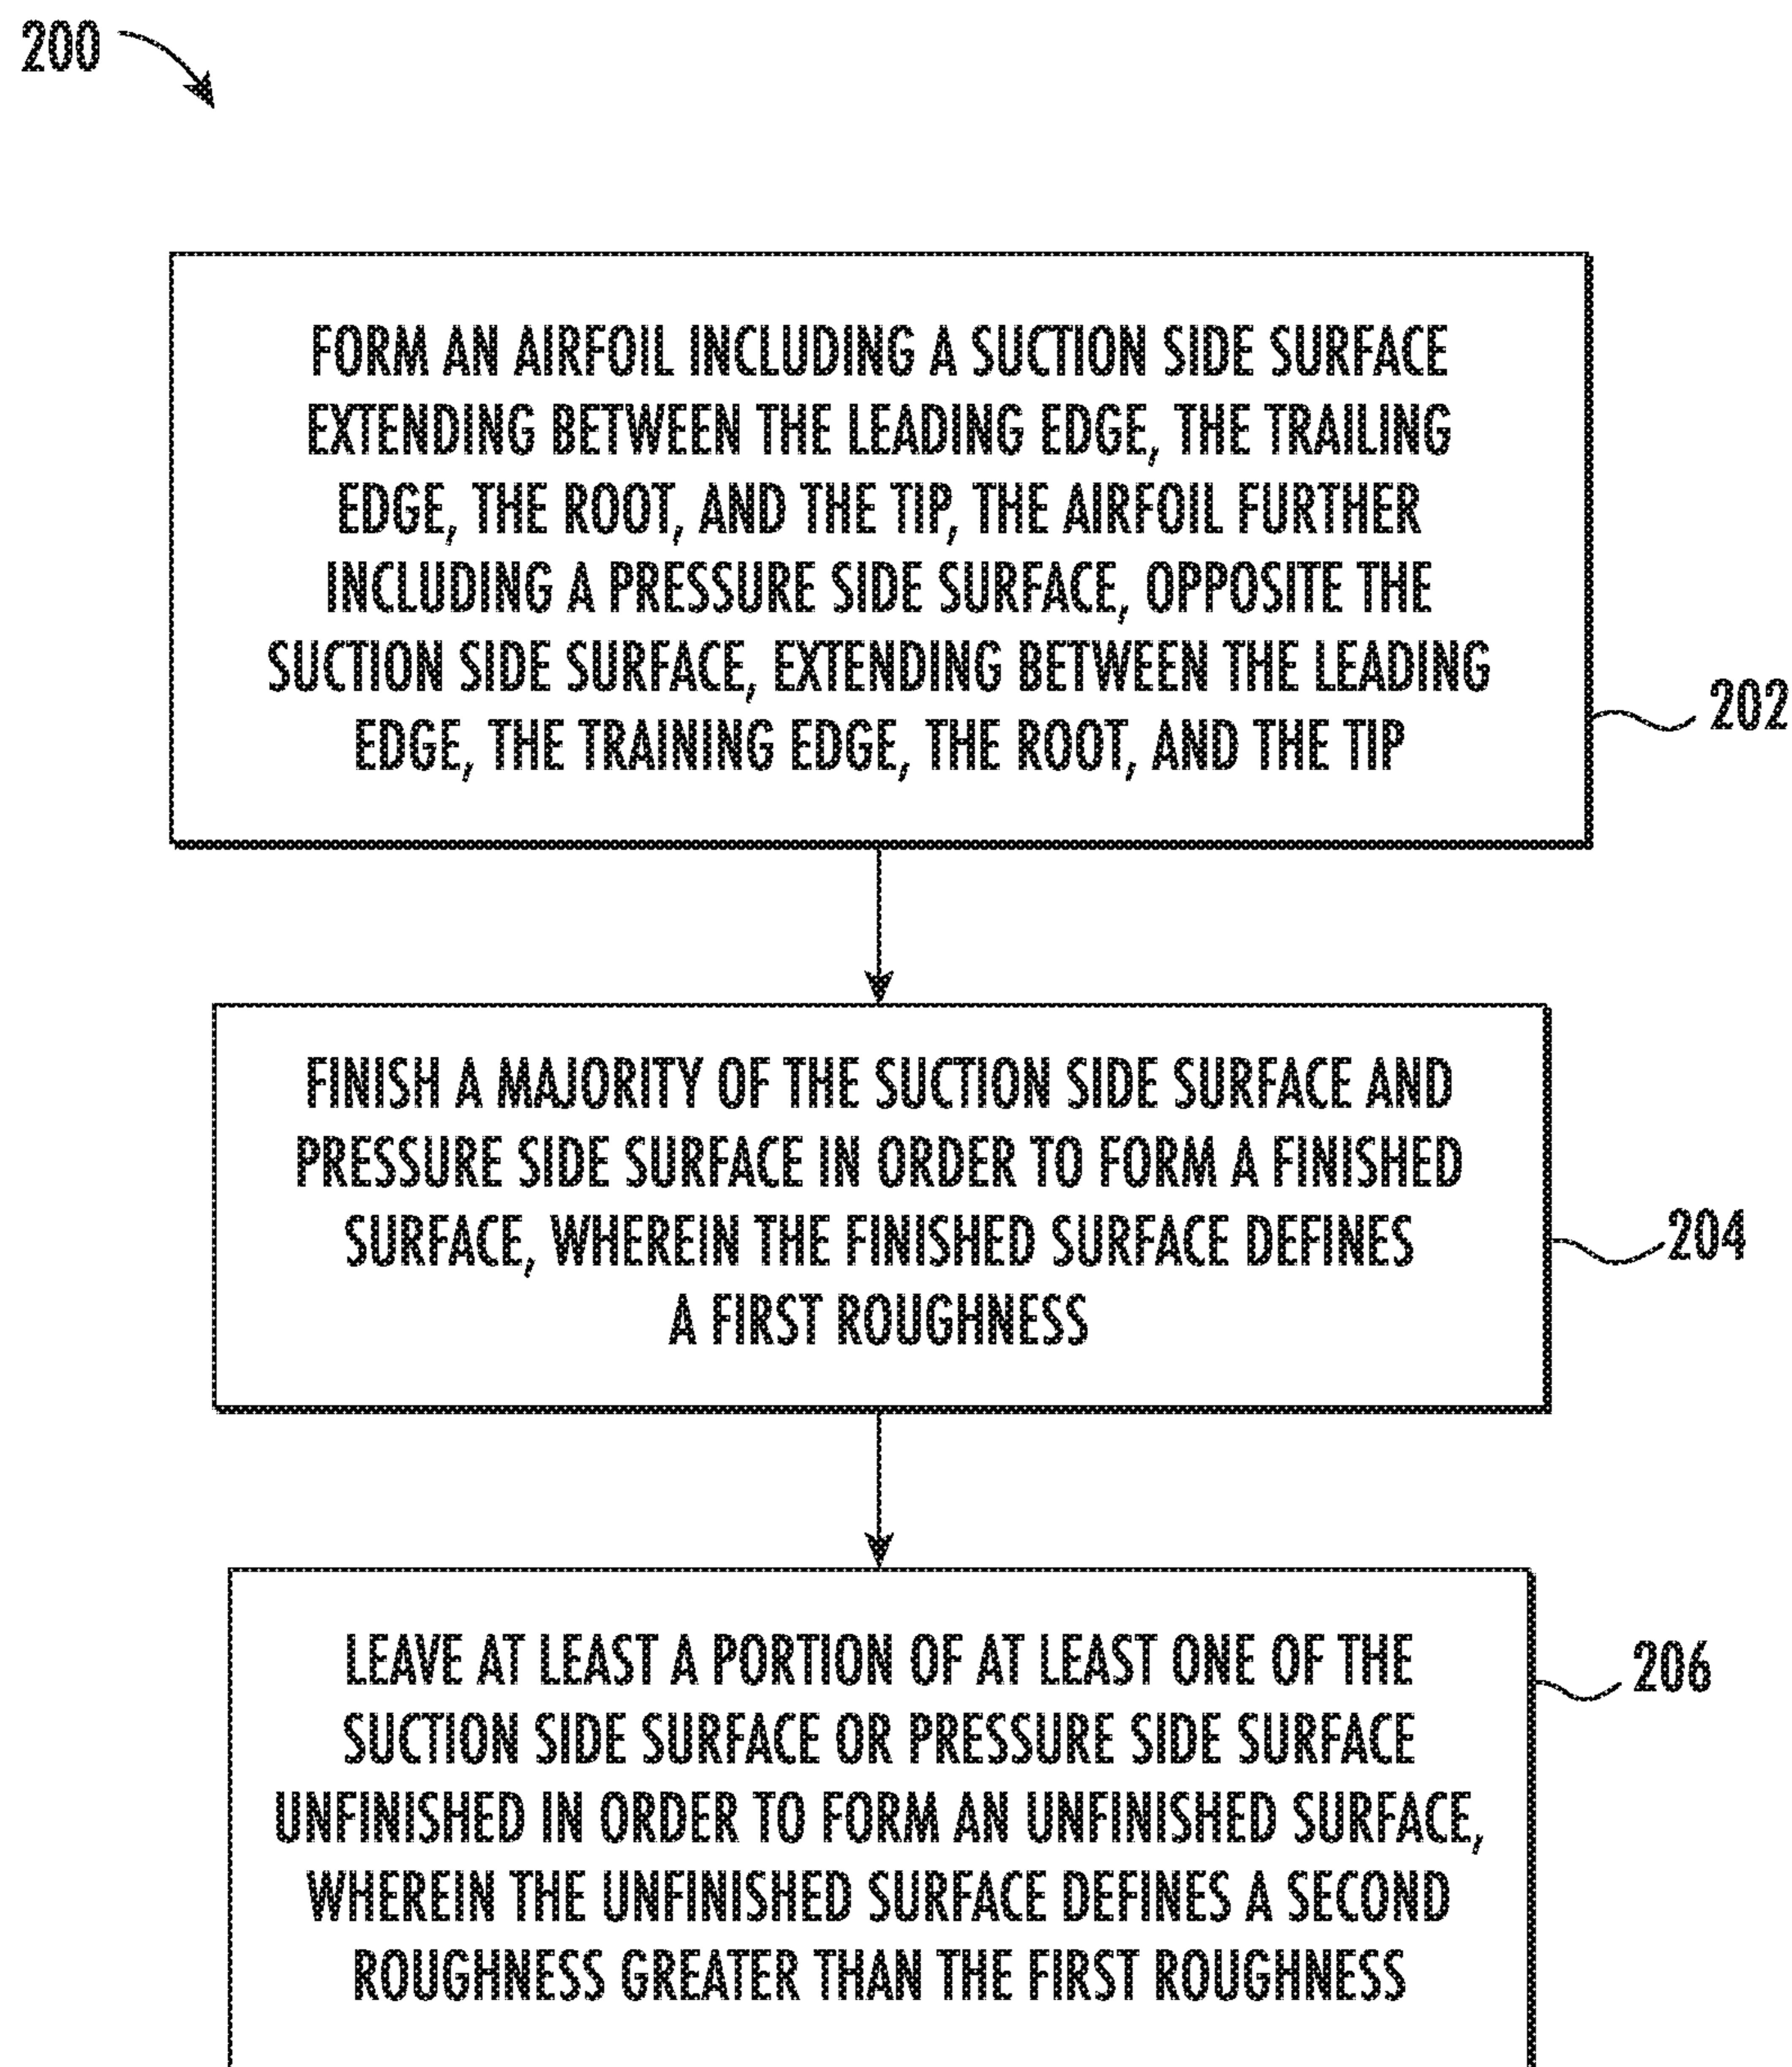 200
FORM AN AIRFOIL INCLUDING A SUCTION SIDE SURFACE
EXTENDING BETWEEN THE LEADING EDGE, THE TRAILING
EDGE, THE ROOT, AND THE TIP, THE AIRFOIL FURTHER
INCLUDING A PRESSURE SIDE SURFACE, OPPOSITE THE
SUCTION SIDE SURFACE, EXTENDING BETWEEN THE LEADING
EDGE, THE TRAINING EDGE, THE ROOT, AND THE TIP
202
FINISH A MAJORITY OF THE SUCTION SIDE SURFACE AND
PRESSURE SIDE SURFACE IN ORDER TO FORM A FINISHED
SURFACE, WHEREIN THE FINISHED SURFACE DEFINES
A FIRST ROUGHNESS
204
LEAVE AT LEAST A PORTION OF AT LEAST ONE OF THE
SUCTION SIDE SURFACE OR PRESSURE SIDE SURFACE
UNFINISHED IN ORDER TO FORM AN UNFINISHED SURFACE,
WHEREIN THE UNFINISHED SURFACE DEFINES A SECOND
ROUGHNESS GREATER THAN THE FIRST ROUGHNESS
206